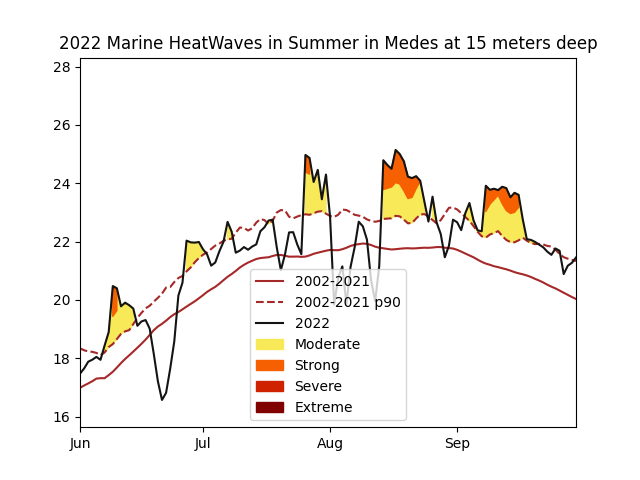 2022 Marine HeatWaves in Summer in Medes at 15 meters deep
28
26
24
22
20
18
16
Jun Jul Aug Sep
2002-2021
2002-2021 p90
2022
Moderate
Strong
Severe
Extreme